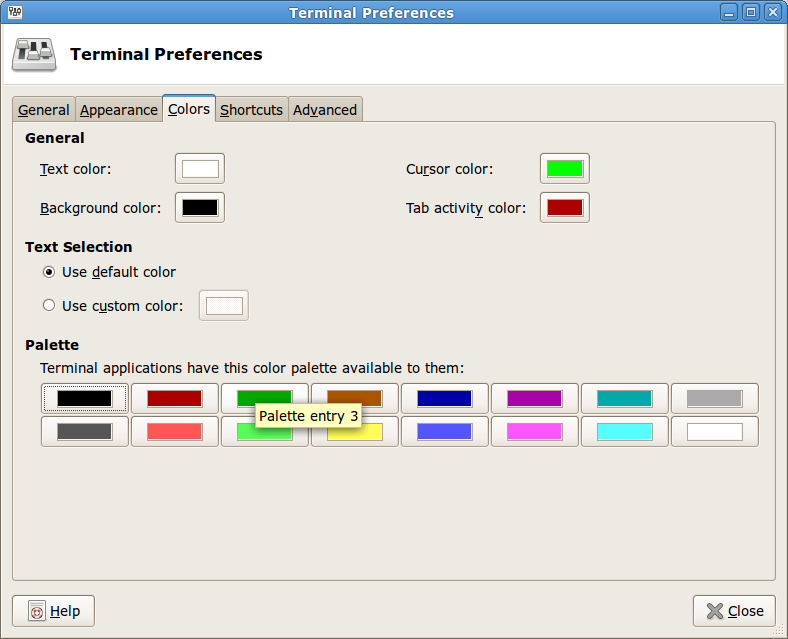 Terminal Preferences
Terminal Preferences
General Appearance Colors Shortcuts Advanced
General
Text color: Cursor color:
Background color: Tab activity color:
Text Selection
Use default color
Use custom color:
Palette
Terminal applications have this color palette available to them:
Palette entry 3
Help Close